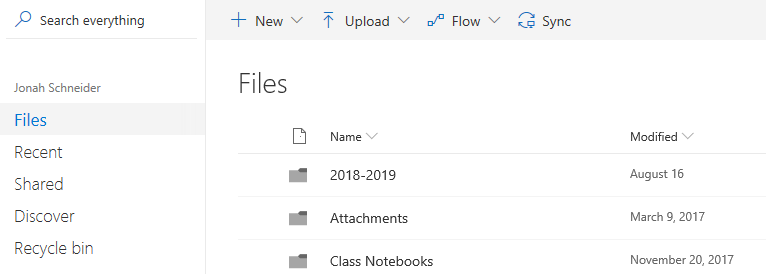 Search everything
New Upload Flow Sync
Jonah Schneider
Files
Recent
Shared
Discover
Recycle bin
Files
Name Modified
2018-2019 August 16
Attachments March 9, 2017
Class Notebooks November 20, 2017